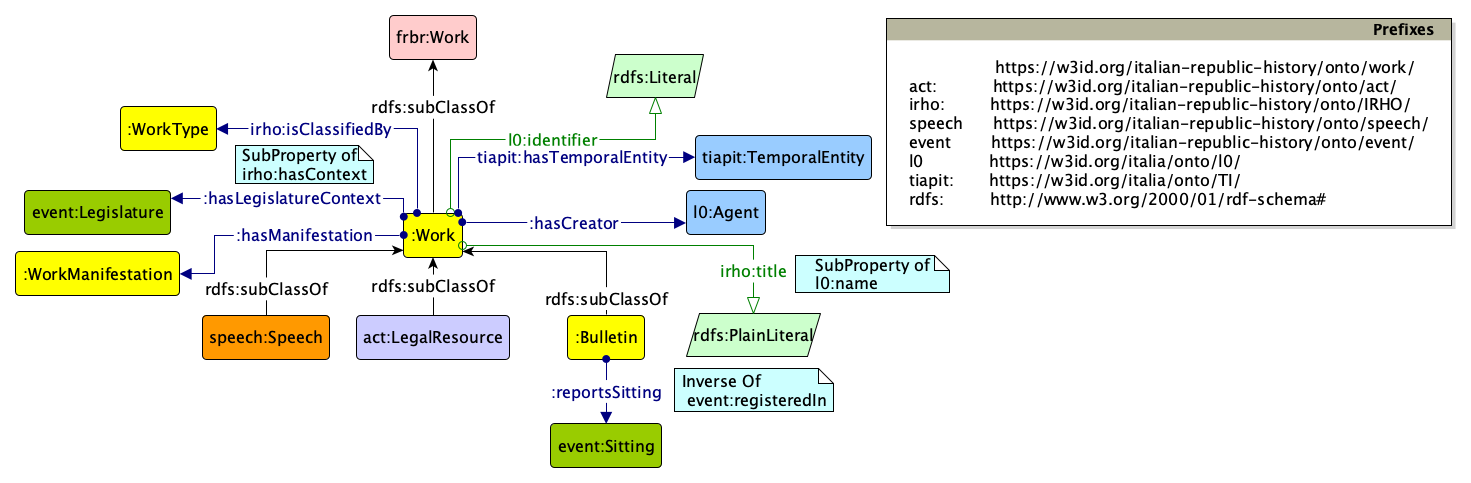 frbr:Work
Prefixes
https://w3id.org/italian-republic-history/onto/work/
act: https://w3id.org/italian-republic-history/onto/act/
irho: https://w3id.org/italian-republic-history/onto/IRHO/
speech https://w3id.org/italian-republic-history/onto/speech/
event https://w3id.org/italian-republic-history/onto/event/
l0 https://w3id.org/italia/onto/l0/
tiapit: https://w3id.org/italia/onto/TI/
rdfs: http://www.w3.org/2000/01/rdf-schema#
rdfs:Literal
rdfs:subClassOf
:WorkType
irho:isClassifiedBy
l0:identifier
SubProperty of
irho:hasContext
tiapit:hasTemporalEntity
tiapit:TemporalEntity
event:Legislature
:hasLegislatureContext
:hasCreator
l0:Agent
:hasManifestation
:Work
:WorkManifestation
rdfs:subClassOf
rdfs:subClassOf
rdfs:subClassOf
irho:title
SubProperty of
l0:name
speech:Speech
act:LegalResource
:Bulletin
rdfs:PlainLiteral
:reportsSitting
Inverse Of
event:registeredIn
event:Sitting